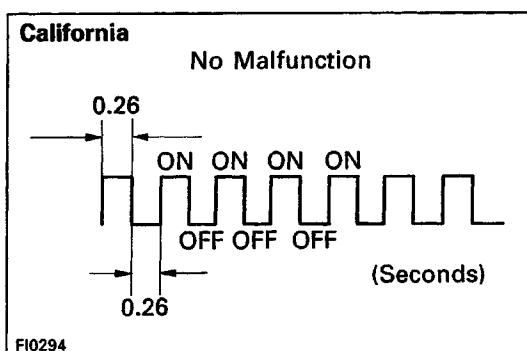 California
No Malfunction
0.26
ON ON ON ON
OFF OFF OFF
(Seconds)
0.26
FI0294